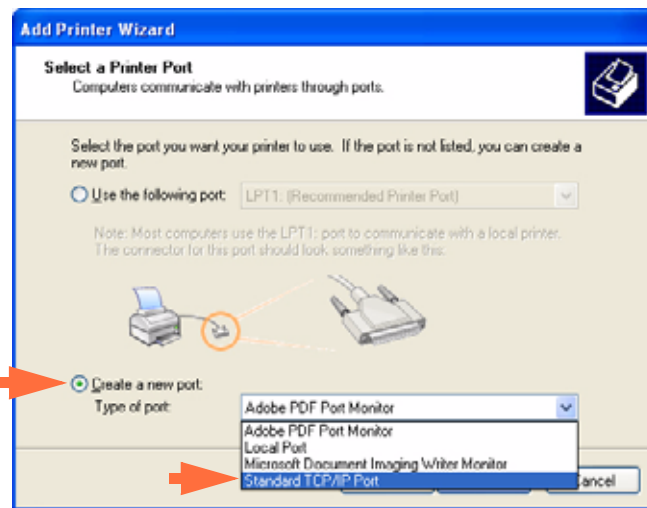 Add Printer Wizard
Select a Printer Port
Computers communicate with printers through ports.
Select the port you want your printer to use. If the port is not listed, you can create a
new port.
Use the following port: LPT1: (Recommended Printer Port)
Note: Most computers use the LPT1: port to communicate with a local printer.
The connector for this port should look something like this:
Create a new port:
Type of port: Adobe PDF Port Monitor
Adobe PDF Port Monitor
Local Port
Microsoft Document Imaging Writer Monitor
Standard TCP/IP Port